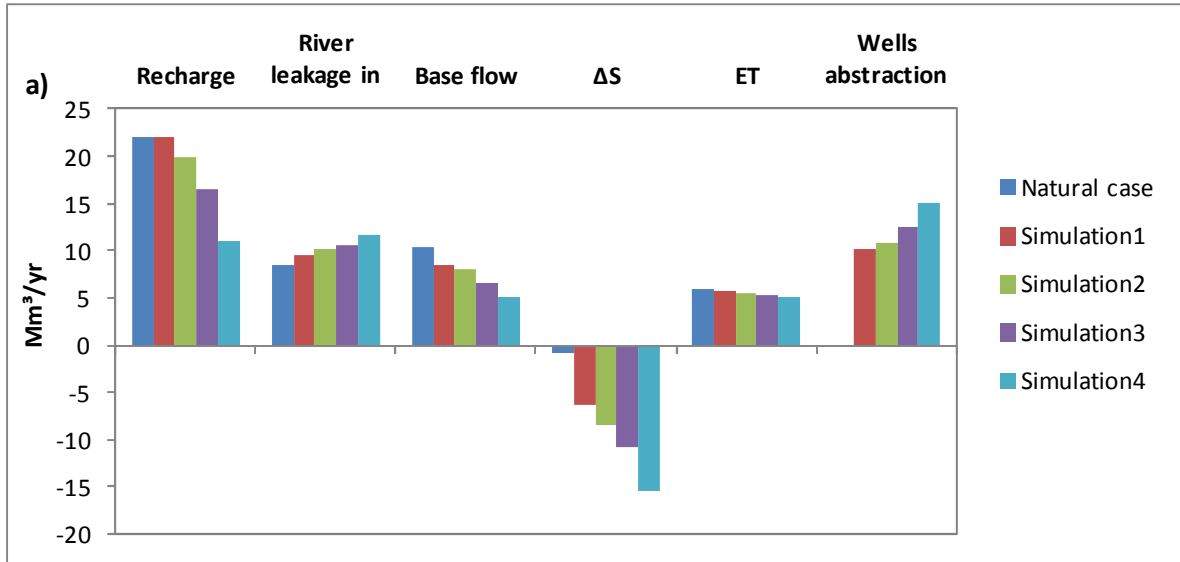 River
Wells
Recharge
leakage in
Base flow
ΔS
ET
abstraction
a)
25
20
15
10
5
0
-5
-10
-15
-20
Mm³/yr
Natural case
Simulation1
Simulation2
Simulation3
Simulation4